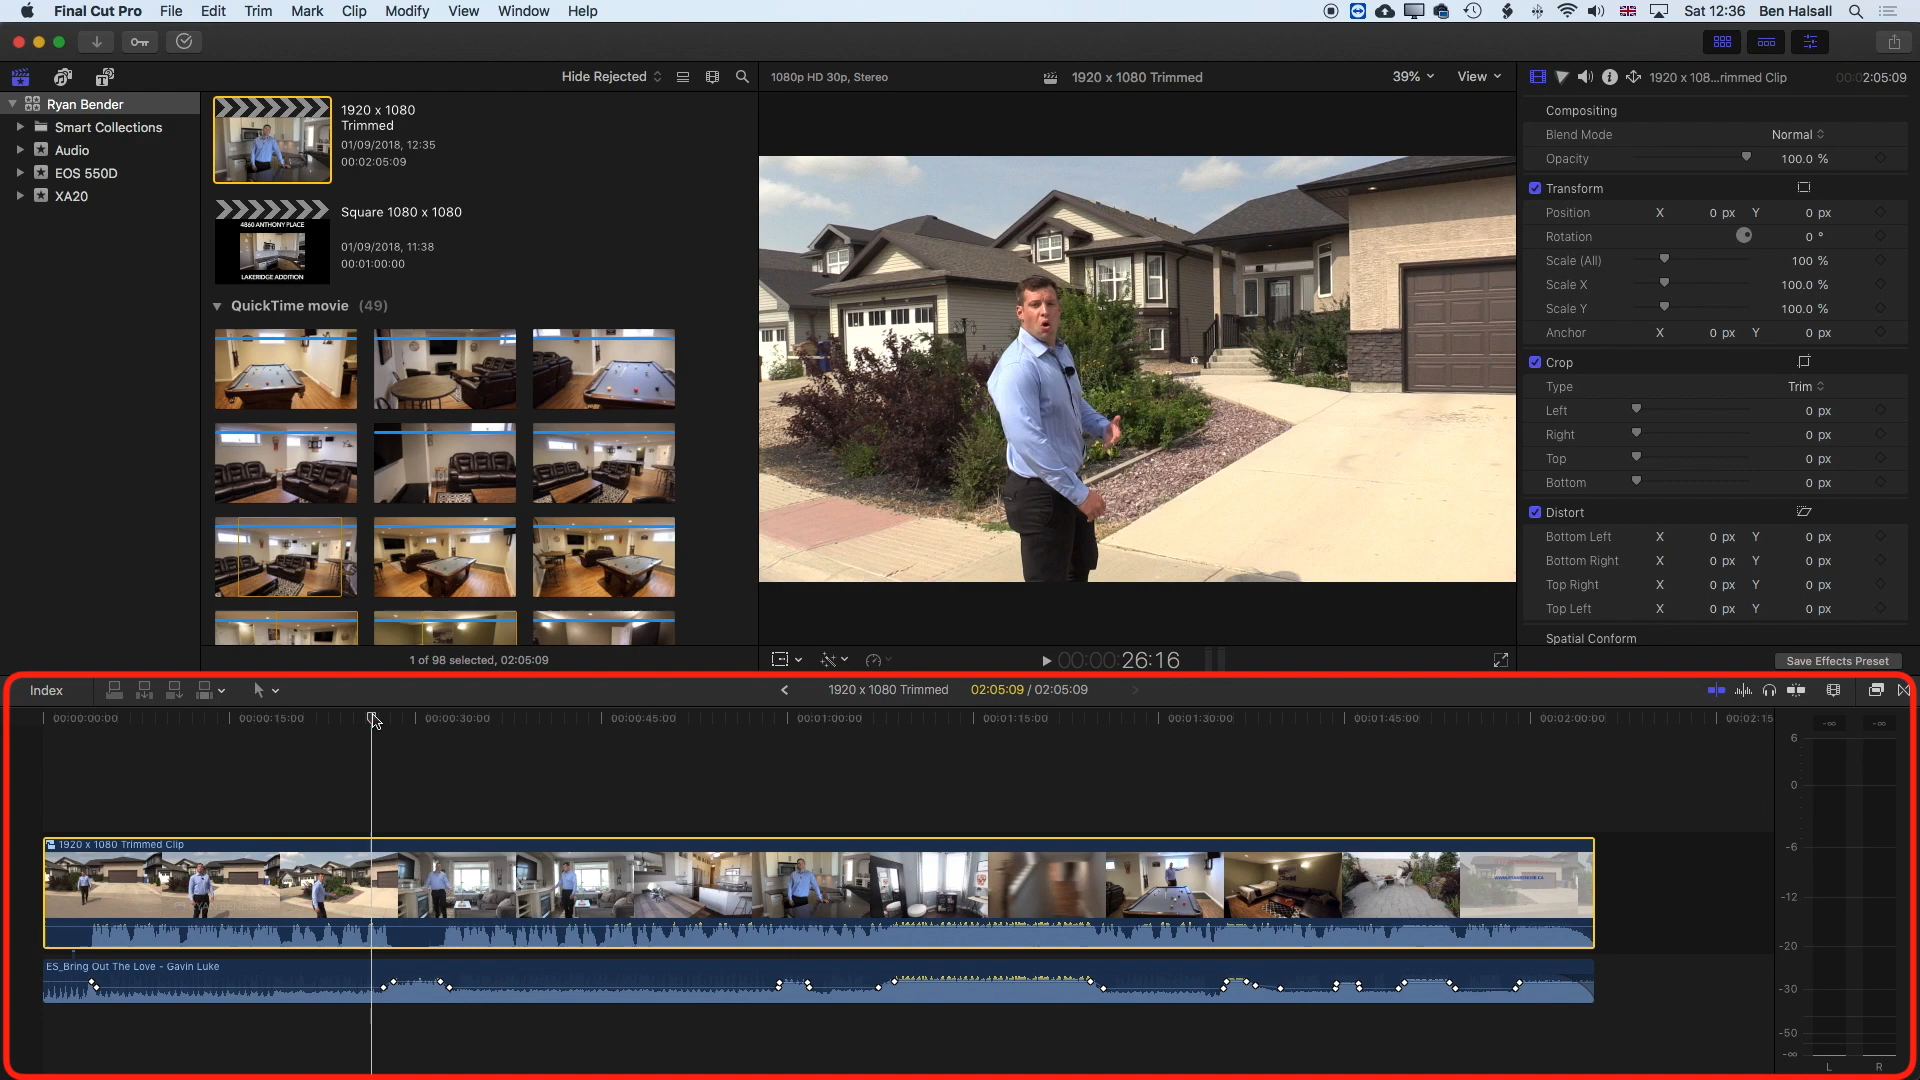 Final Cut Pro File Edit Trim Mark Clip Modify View Window Help Sat 12:36 Ben Halsall
Hide Rejected 1080p HD 30p, Stereo 1920 x 1080 Trimmed 39% View 1920 x 108...rimmed Clip 00:02:05:09
Ryan Bender
Smart Collections
Audio
EOS 550D
XA20
1920 x 1080
Trimmed
01/09/2018, 12:35
00:02:05:09
4860 ANTHONY PLACE
LAKERIDGE ADDITION
Square 1080 x 1080
01/09/2018, 11:38
00:01:00:00
QuickTime movie (49)
1 of 98 selected, 02:05:09
00:00:26:16
Compositing
Blend Mode Normal
Opacity 100.0 %
Transform
Position X 0 px Y 0 px
Rotation 0 °
Scale (All) 100 %
Scale X 100.0 %
Scale Y 100.0 %
Anchor X 0 px Y 0 px
Crop
Type Trim
Left 0 px
Right 0 px
Top 0 px
Bottom 0 px
Distort
Bottom Left X 0 px Y 0 px
Bottom Right X 0 px Y 0 px
Top Right X 0 px Y 0 px
Top Left X 0 px Y 0 px
Spatial Conform
Save Effects Preset
Index 1920 x 1080 Trimmed 02:05:09 / 02:05:09
00:00:00:00 00:00:15:00 00:00:30:00 00:00:45:00 00:01:00:00 00:01:15:00 00:01:30:00 00:01:45:00 00:02:00:00 00:02:15
1920 x 1080 Trimmed Clip
ES_Bring Out The Love - Gavin Luke
-∞ -∞
6
0
-6
-12
-20
-30
-50
-∞
L R